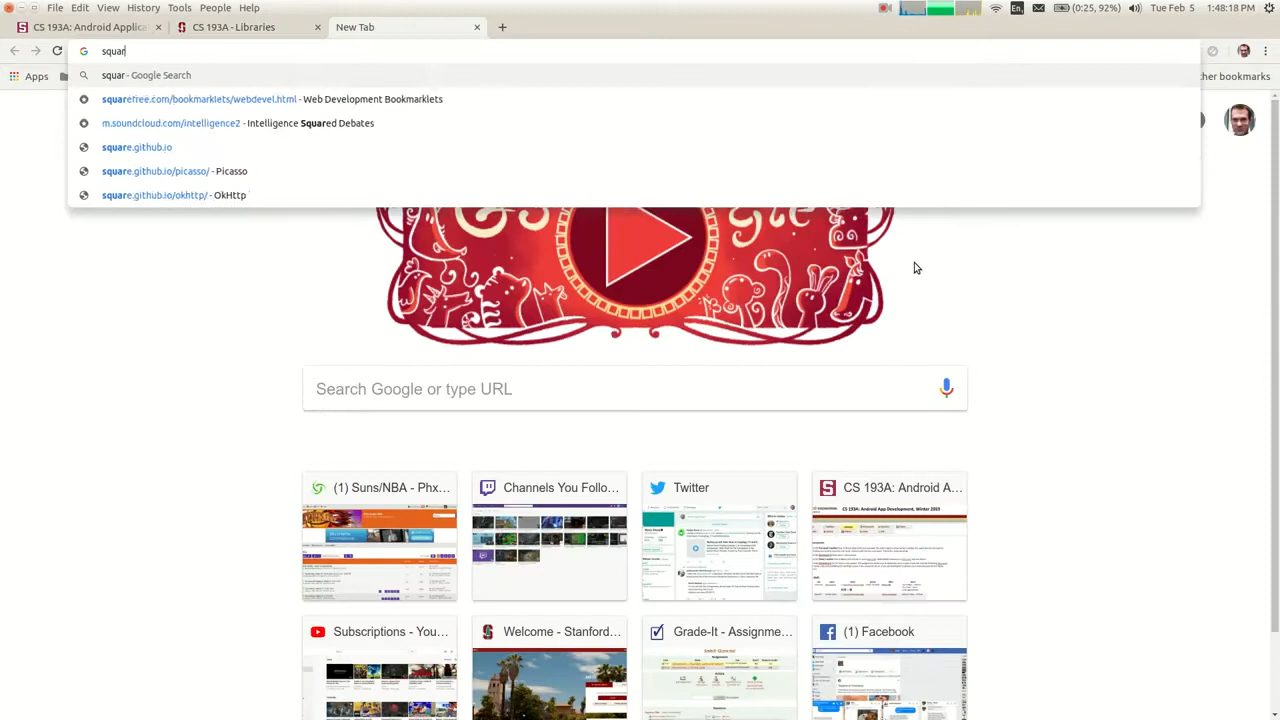 File Edit View History Tools People Help
En (0:25, 92%) Tue Feb 5 1:48:18 PM
CS 193A: Android Applica × CS 193A - Libraries × New Tab × +
squar
Apps her bookmarks
squar - Google Search
squarefree.com/bookmarklets/webdevel.html - Web Development Bookmarklets
m.soundcloud.com/intelligence2 - Intelligence Squared Debates
square.github.io
square.github.io/picasso/ - Picasso
square.github.io/okhttp/ - OkHttp
Search Google or type URL
(1) Suns/NBA - Phx... Channels You Follo... Twitter CS 193A: Android A...
Subscriptions - You... Welcome - Stanford... Grade-It - Assignme... (1) Facebook